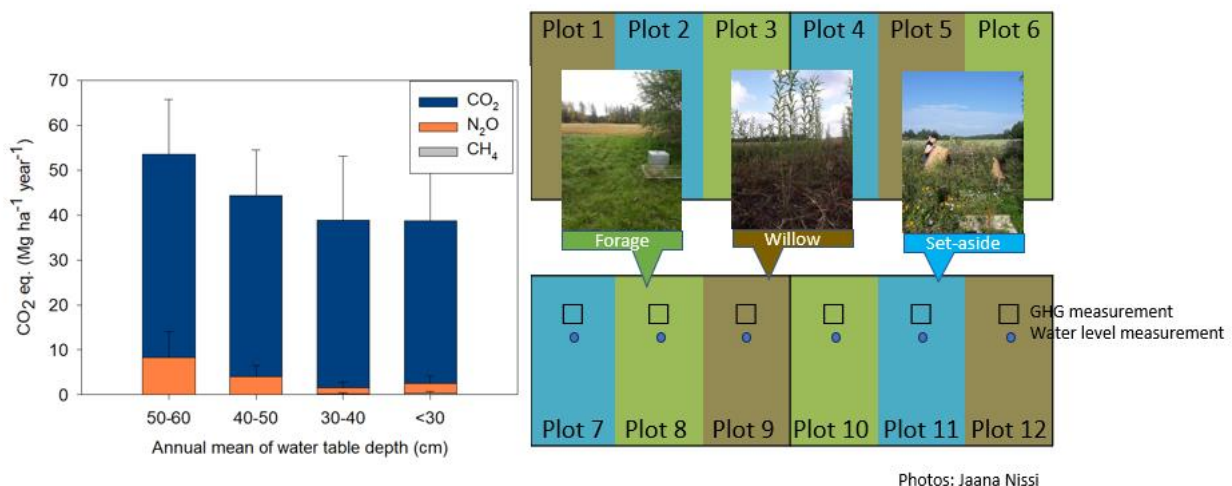 70
60
50
40
30
20
10
0
CO₂ eq. (Mg ha⁻¹ year⁻¹)
CO₂
N₂O
CH₄
50-60 40-50 30-40 <30
Annual mean of water table depth (cm)
Plot 1 Plot 2 Plot 3 Plot 4 Plot 5 Plot 6
Forage Willow Set-aside
GHG measurement
Water level measurement
Plot 7 Plot 8 Plot 9 Plot 10 Plot 11 Plot 12
Photos: Jaana Nissi